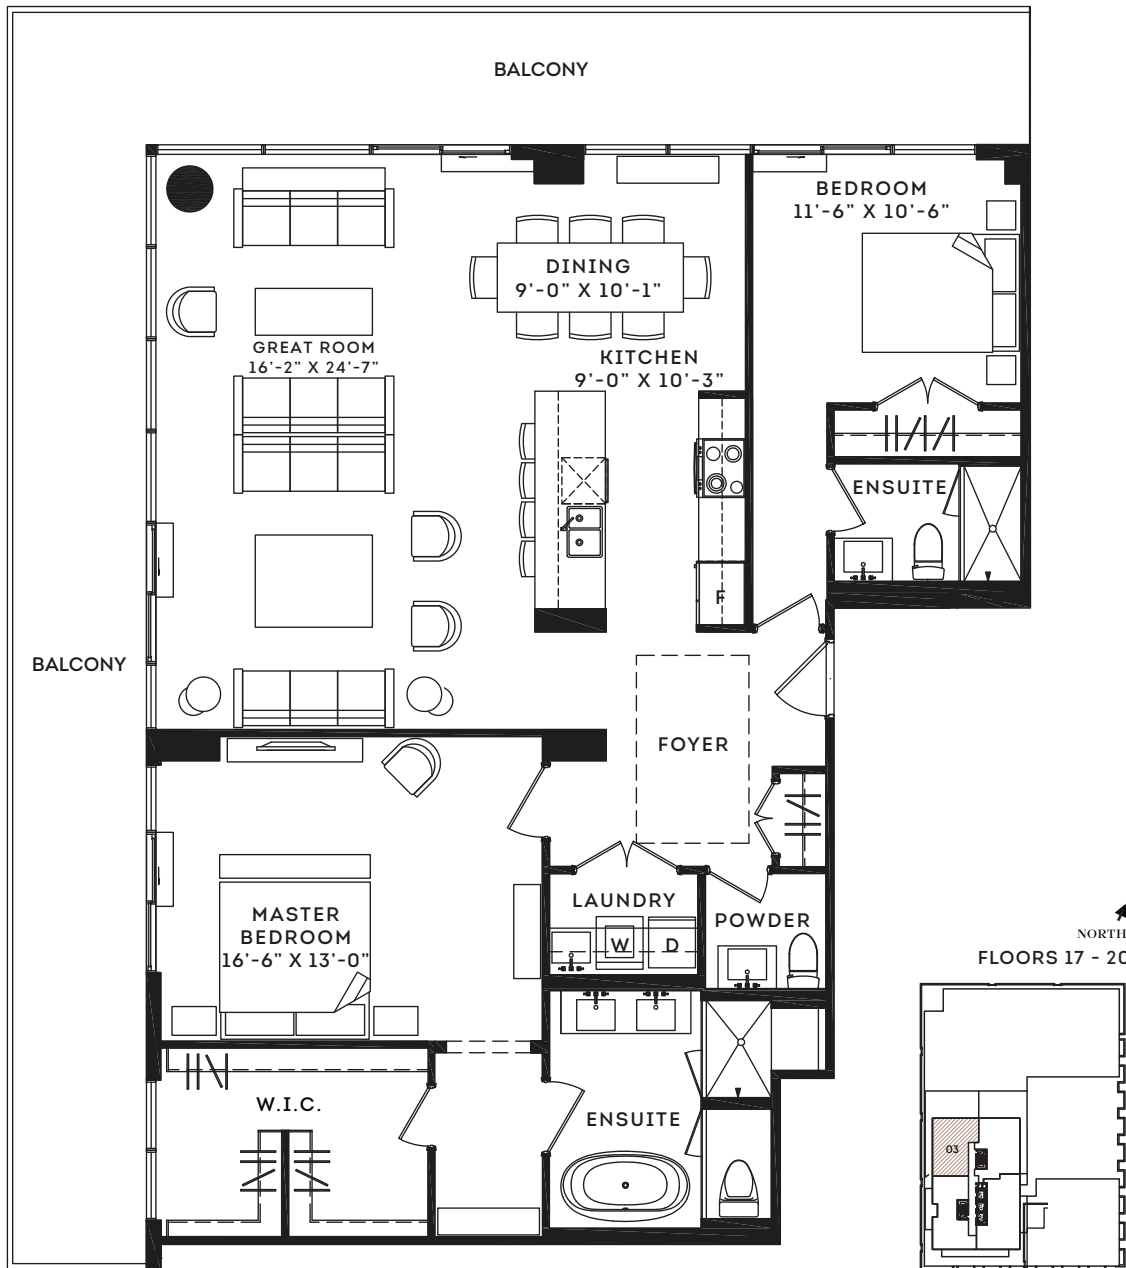 BALCONY
BEDROOM
11'-6" X 10'-6"
DINING
9'-0" X 10'-1"
GREAT ROOM
16'-2" X 24'-7"
KITCHEN
9'-0" X 10'-3"
ENSUITE
F
BALCONY
FOYER
LAUNDRY
W
D
POWDER
MASTER
BEDROOM
16'-6" X 13'-0"
NORTH
FLOORS 17 - 20
W.I.C.
ENSUITE
03